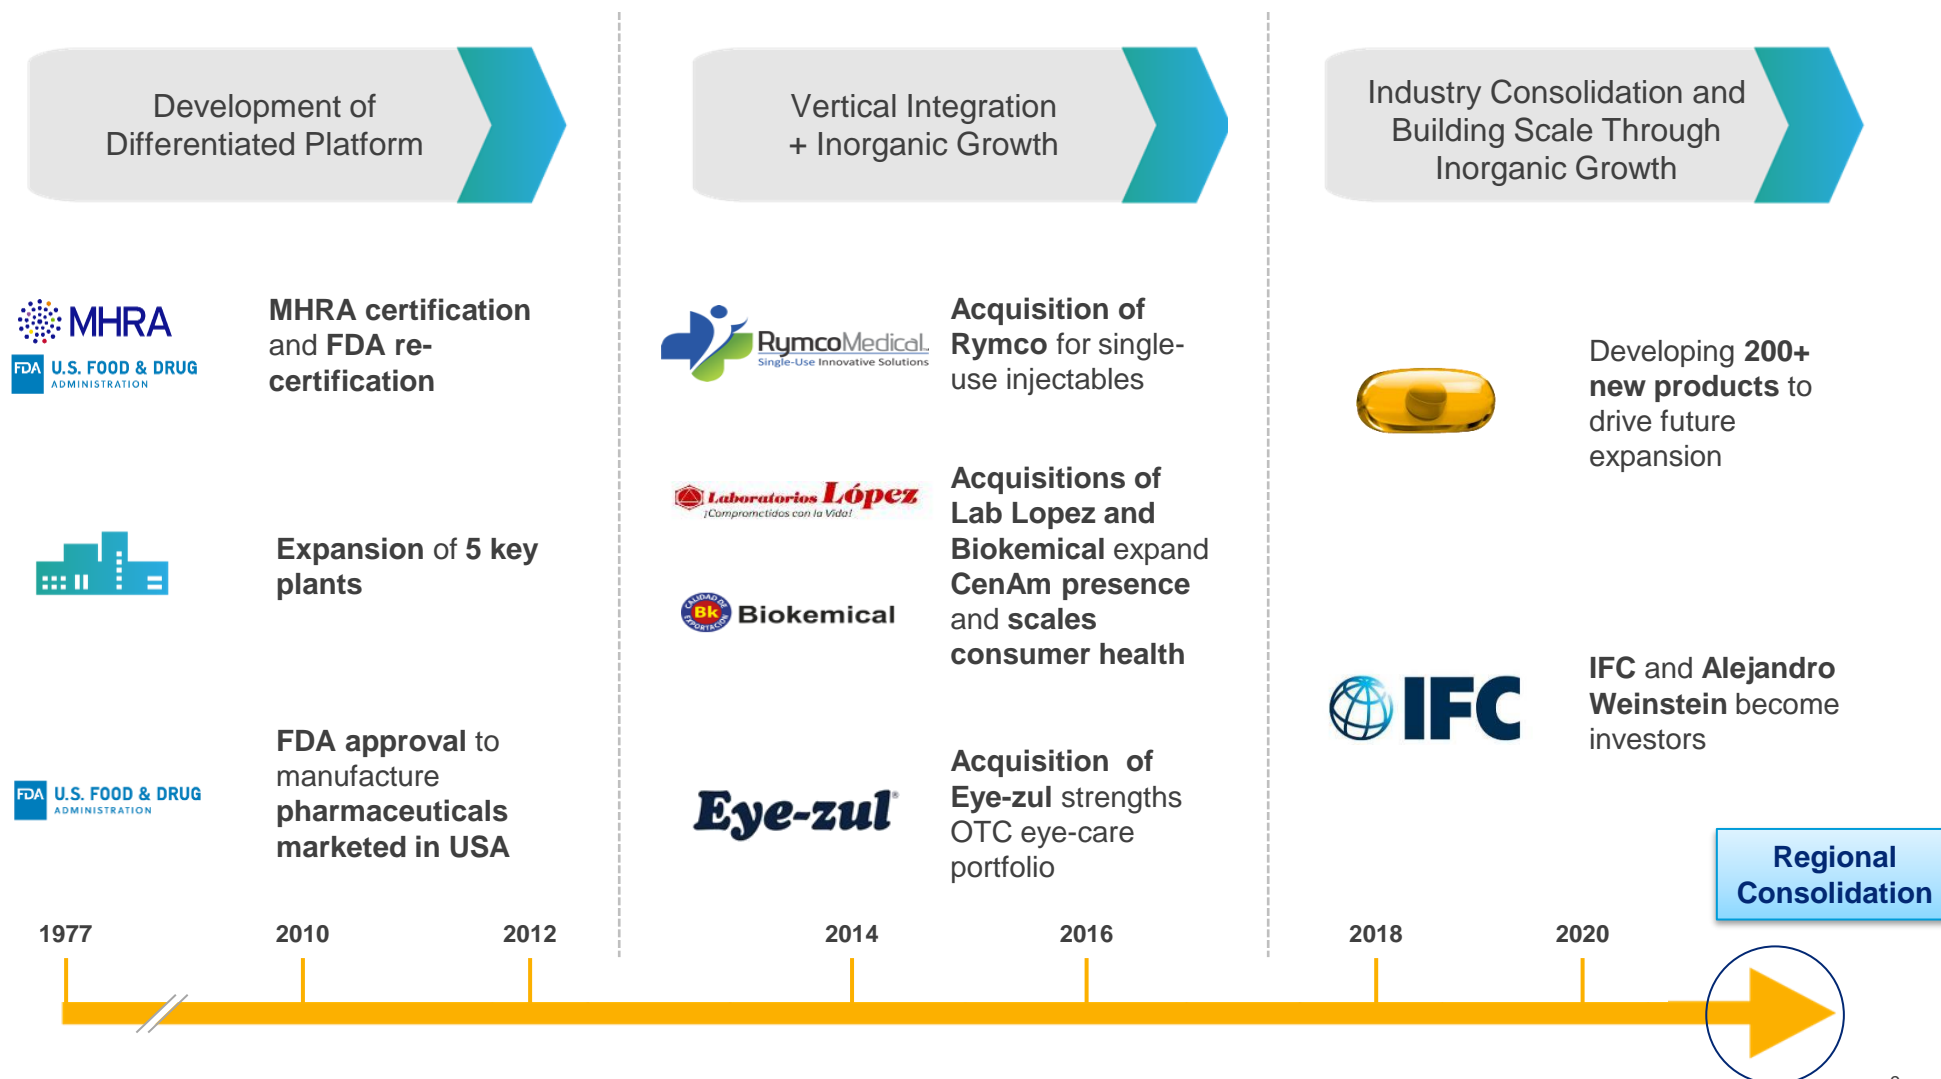 Development of
Differentiated Platform
Vertical Integration
+ Inorganic Growth
Industry Consolidation and
Building Scale Through
Inorganic Growth
MHRA
FDA U.S. FOOD & DRUG
ADMINISTRATION
MHRA certification
and FDA re-
certification
Expansion of 5 key
plants
FDA U.S. FOOD & DRUG
ADMINISTRATION
FDA approval to
manufacture
pharmaceuticals
marketed in USA
RymcoMedical
Single-Use Innovative Solutions
Acquisition of
Rymco for single-
use injectables
Laboratorios López
¡Comprometidos con la Vida!
CALIDAD DE
Bk
EXPORTACION
Biokemical
Acquisitions of
Lab Lopez and
Biokemical expand
CenAm presence
and scales
consumer health
Eye-zul
Acquisition of
Eye-zul strengths
OTC eye-care
portfolio
Developing 200+
new products to
drive future
expansion
IFC
IFC and Alejandro
Weinstein become
investors
Regional
Consolidation
1977
2010
2012
2014
2016
2018
2020